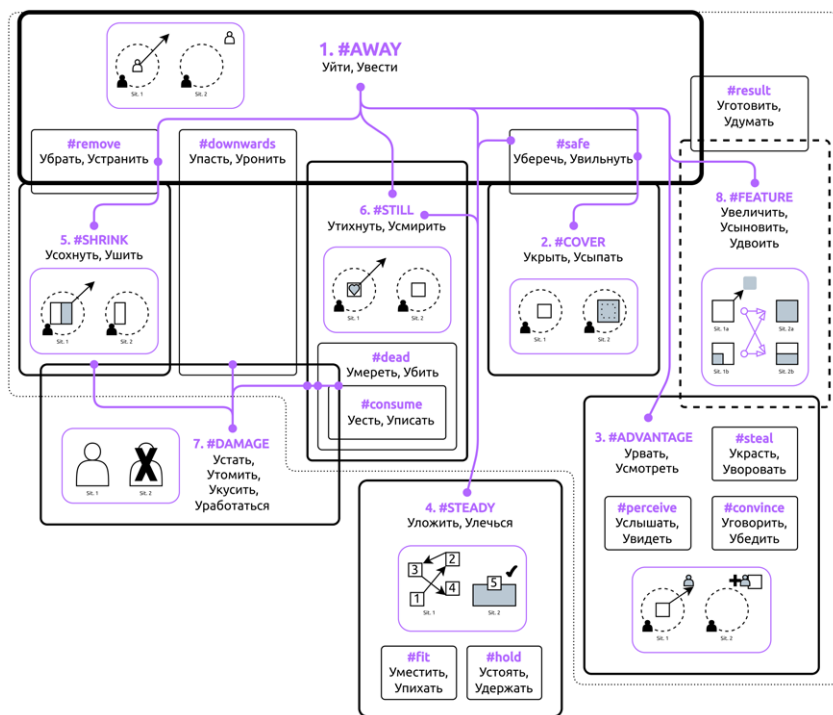 1. #AWAY
Уйти, Увести
Sit. 1
Sit. 2
#result
Уготовить,
Удумать
#remove
Убрать, Устранить
#downwards
Упасть, Уронить
#safe
Уберечь, Увильнуть
8. #FEATURE
Увеличить,
Усыновить,
Удвоить
Sit. 1a
Sit. 2a
Sit. 1b
Sit. 2b
5. #SHRINK
Усохнуть, Ушить
Sit. 1
Sit. 2
6. #STILL
Утихнуть, Усмирить
Sit. 1
Sit. 2
2. #COVER
Укрыть, Усыпать
Sit. 1
Sit. 2
#dead
Умереть, Убить
#consume
Уесть, Уписать
7. #DAMAGE
Устать,
Утомить,
Укусить,
Уработаться
Sit. 1
Sit. 2
3. #ADVANTAGE
Урвать,
Усмотреть
#steal
Украсть,
Уворовать
#perceive
Услышать,
Увидеть
#convince
Уговорить,
Убедить
Sit. 1
Sit. 2
4. #STEADY
Уложить, Улечься
2
3
5
4
1
Sit. 1
Sit. 2
#fit
Уместить,
Упихать
#hold
Устоять,
Удержать